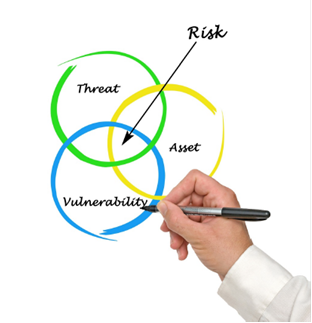 Risk
Threat
Asset
Vulnerability